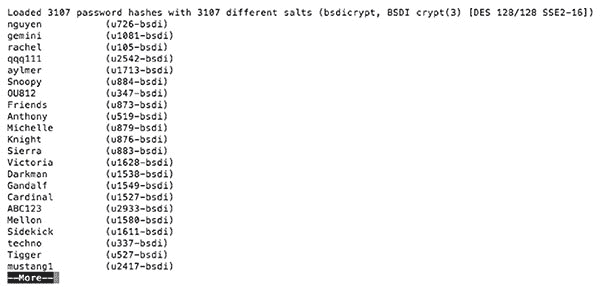 Loaded 3107 password hashes with 3107 different salts (bsdicrypt, BSDI crypt(3) [DES 128/128 SSE2-16])
nguyen (u726-bsdi)
gemini (u1081-bsdi)
rachel (u105-bsdi)
qqq111 (u2542-bsdi)
aylmer (u1713-bsdi)
Snoopy (u884-bsdi)
OU812 (u347-bsdi)
Friends (u873-bsdi)
Anthony (u519-bsdi)
Michelle (u879-bsdi)
Knight (u876-bsdi)
Sierra (u883-bsdi)
Victoria (u1628-bsdi)
Darkman (u1538-bsdi)
Gandalf (u1549-bsdi)
Cardinal (u1527-bsdi)
ABC123 (u2933-bsdi)
Mellon (u1580-bsdi)
Sidekick (u1611-bsdi)
techno (u337-bsdi)
Tigger (u527-bsdi)
mustang1 (u2417-bsdi)
--More--